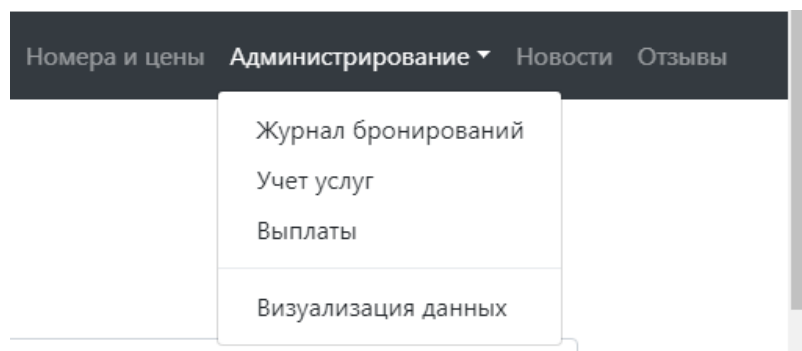 Номера и цены Администрирование Новости Отзывы
Журнал бронирований
Учет услуг
Выплаты
Визуализация данных